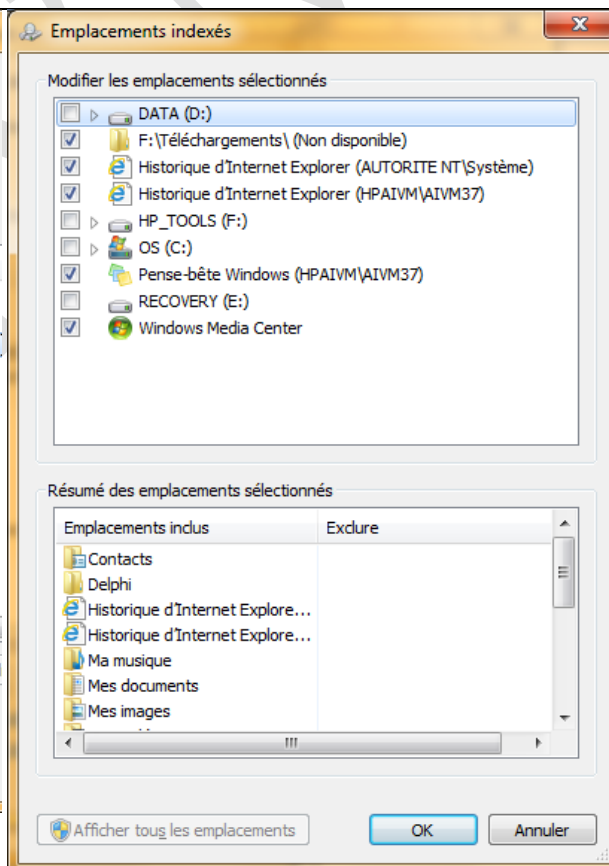 Emplacements indexés
Modifier les emplacements sélectionnés
DATA (D:)
F:\Téléchargements\ (Non disponible)
Historique d'Internet Explorer (AUTORITE NT\Système)
Historique d'Internet Explorer (HPAIVM\AIVM37)
HP_TOOLS (F:)
OS (C:)
Pense-bête Windows (HPAIVM\AIVM37)
RECOVERY (E:)
Windows Media Center
Résumé des emplacements sélectionnés
Emplacements inclus Exclure
Contacts
Delphi
Historique d'Internet Explore...
Historique d'Internet Explore...
Ma musique
Mes documents
Mes images
Afficher tous les emplacements OK Annuler